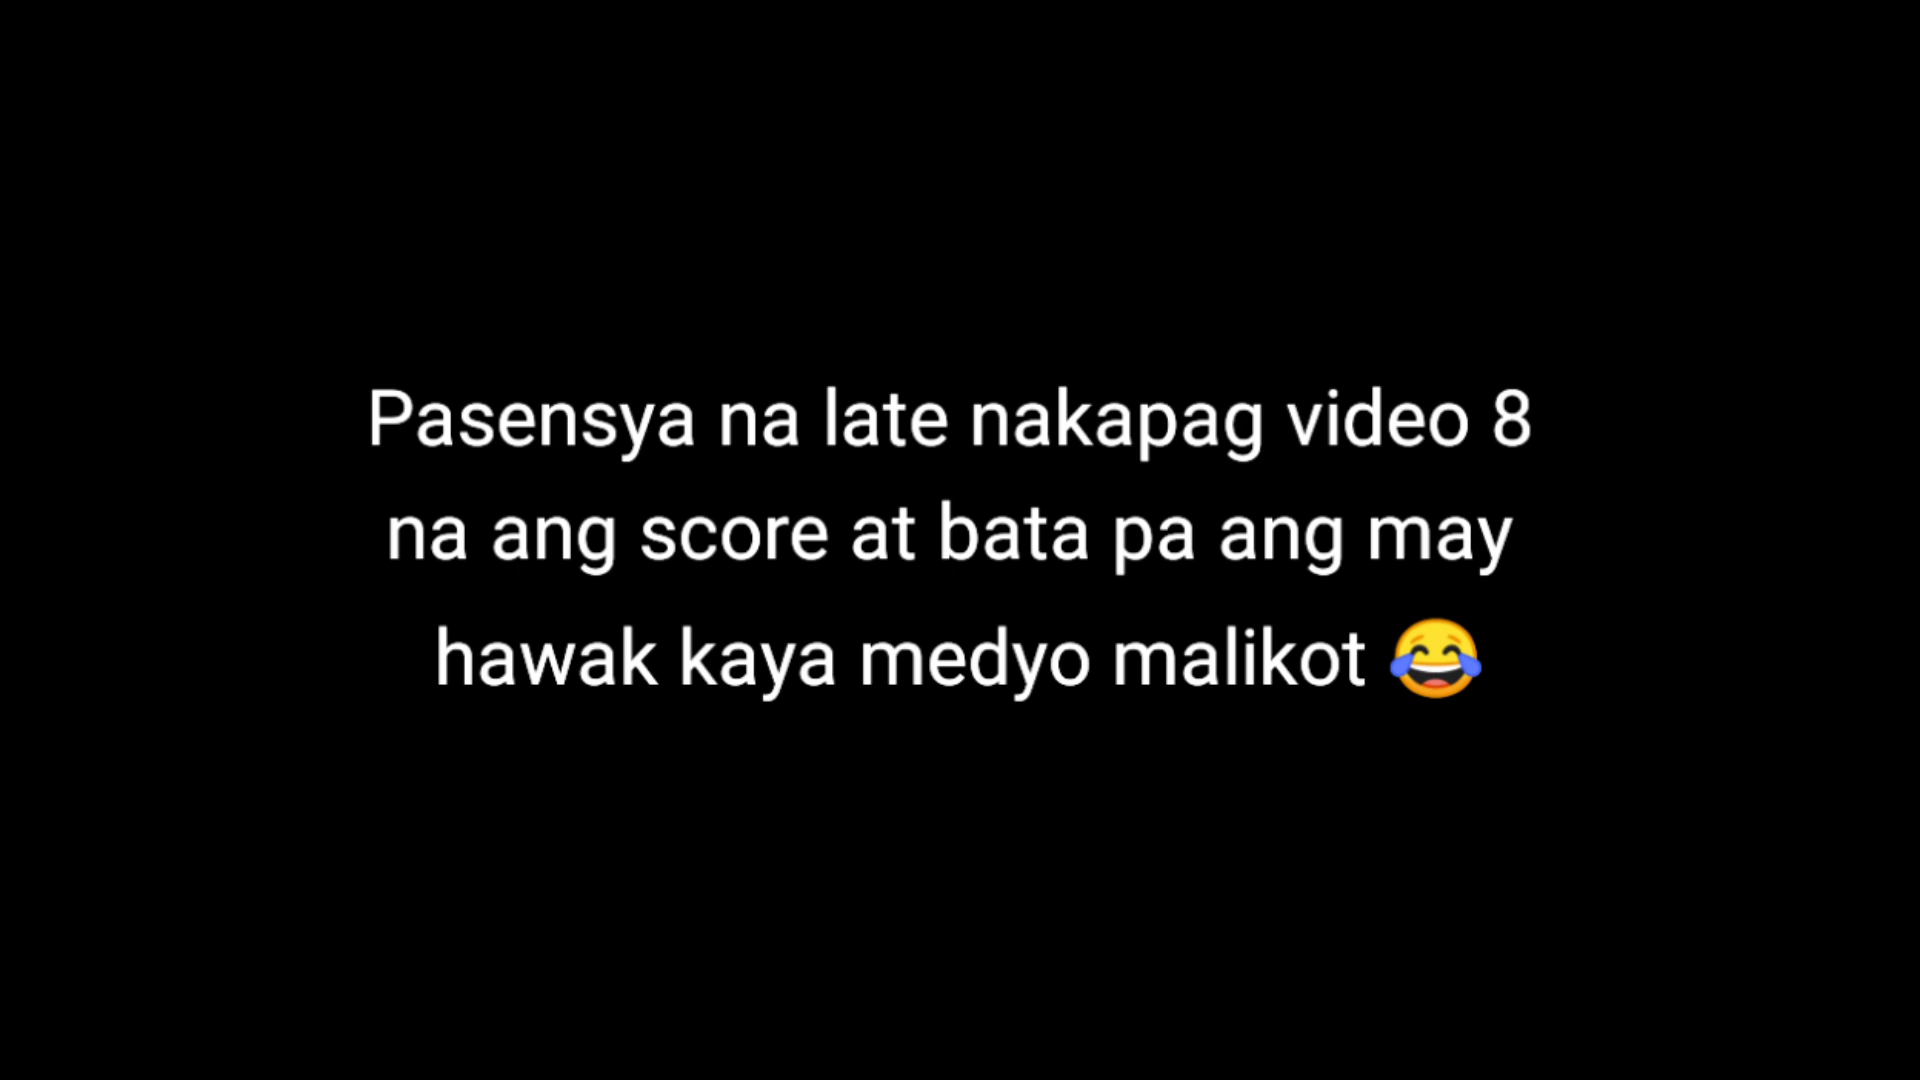 Pasensya na late nakapag video 8
na ang score at bata pa ang may
hawak kaya medyo malikot 😂